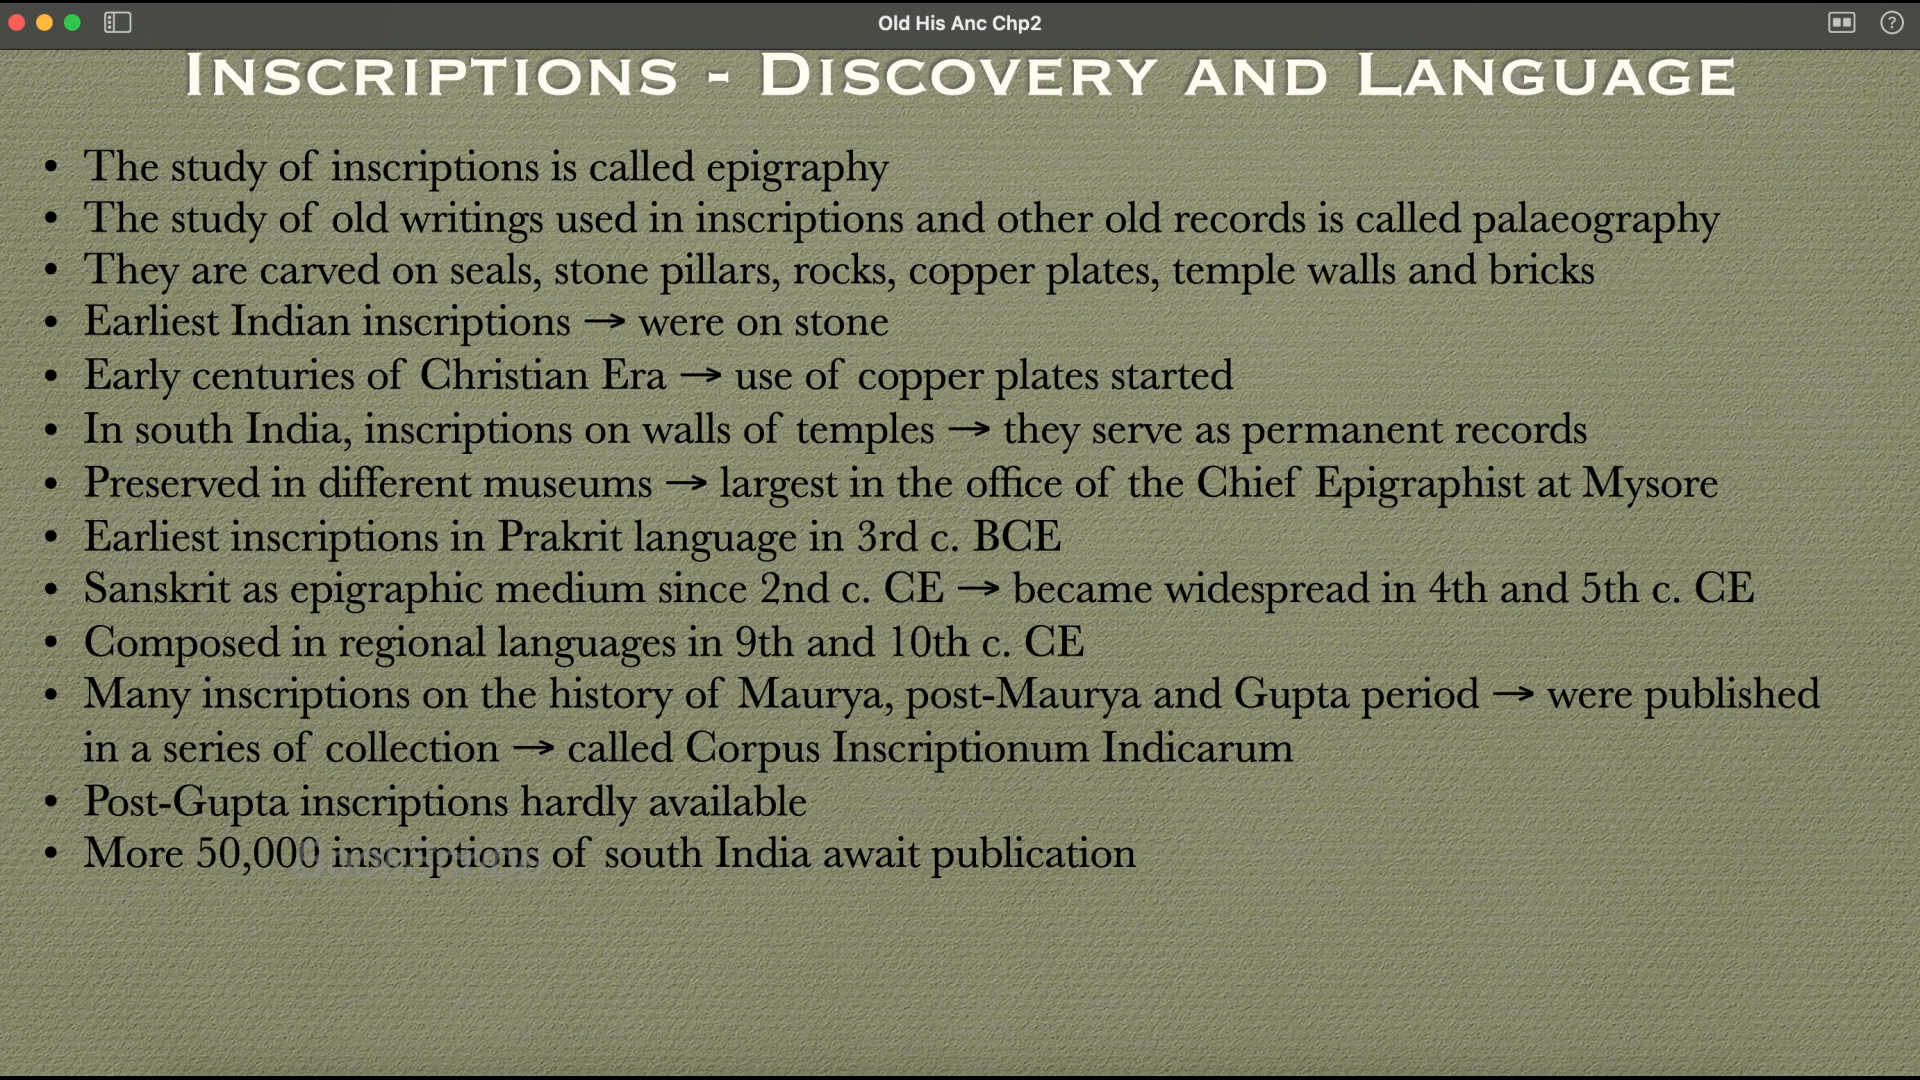 Old His Anc Chp2
Inscriptions - Discovery and Language
• The study of inscriptions is called epigraphy
• The study of old writings used in inscriptions and other old records is called palaeography
• They are carved on seals, stone pillars, rocks, copper plates, temple walls and bricks
• Earliest Indian inscriptions → were on stone
• Early centuries of Christian Era → use of copper plates started
• In south India, inscriptions on walls of temples → they serve as permanent records
• Preserved in different museums → largest in the office of the Chief Epigraphist at Mysore
• Earliest inscriptions in Prakrit language in 3rd c. BCE
• Sanskrit as epigraphic medium since 2nd c. CE → became widespread in 4th and 5th c. CE
• Composed in regional languages in 9th and 10th c. CE
• Many inscriptions on the history of Maurya, post-Maurya and Gupta period → were published
in a series of collection → called Corpus Inscriptionum Indicarum
• Post-Gupta inscriptions hardly available
• More 50,000 inscriptions of south India await publication